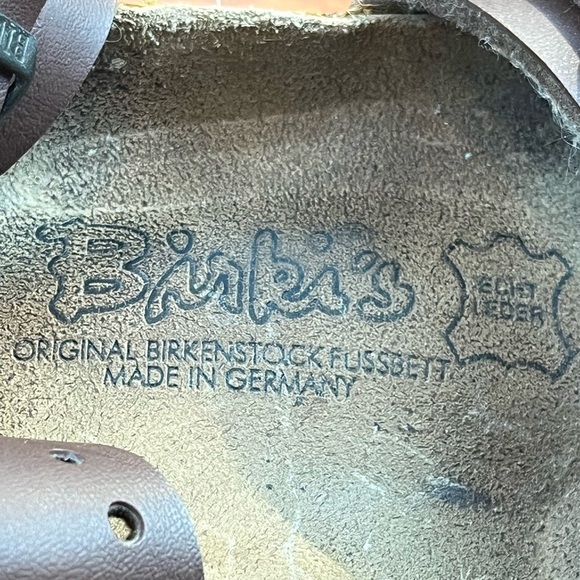 Birki's
ECHT
LEDER
ORIGINAL BIRKENSTOCK FUSSBETT
MADE IN GERMANY